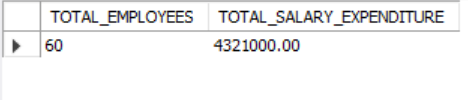 TOTAL_EMPLOYEES TOTAL_SALARY_EXPENDITURE
60 4321000.00